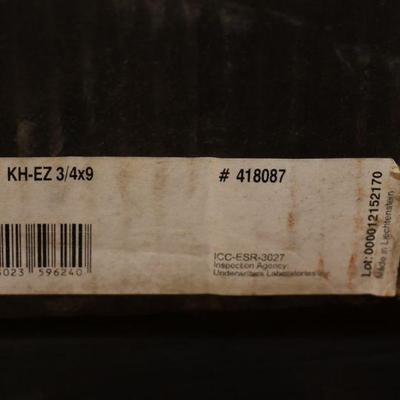 KH-EZ 3/4x9
# 418087
023 596240
ICC-ESR-3027
Inspection Agency:
Underwriters Laboratories Inc.
Lot: 000012152170
Made in Liechtenstein